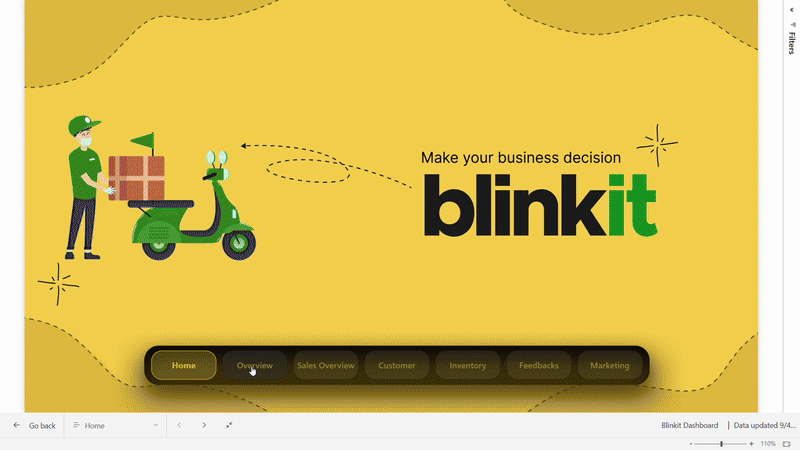 Filters
Make your business decision
blinkit
Home
Overview
Sales Overview
Customer
Inventory
Feedbacks
Marketing
Go back
Home
Blinkit Dashboard | Data updated 9/4...
- + 110%